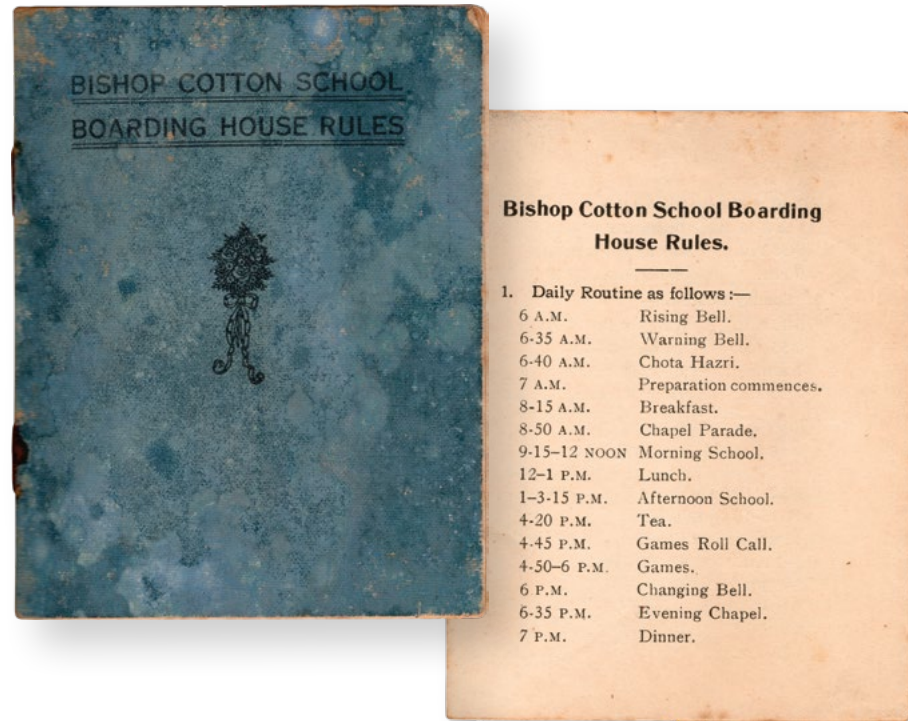 BISHOP COTTON SCHOOL
BOARDING HOUSE RULES
Bishop Cotton School Boarding
House Rules.
1. Daily Routine as follows :—
6 A.M. Rising Bell.
6-35 A.M. Warning Bell.
6-40 A.M. Chota Hazri.
7 A.M. Preparation commences.
8-15 A.M. Breakfast.
8-50 A.M. Chapel Parade.
9-15–12 NOON Morning School.
12–1 P.M. Lunch.
1–3-15 P.M. Afternoon School.
4-20 P.M. Tea.
4-45 P.M. Games Roll Call.
4-50–6 P.M. Games.
6 P.M. Changing Bell.
6-35 P.M. Evening Chapel.
7 P.M. Dinner.